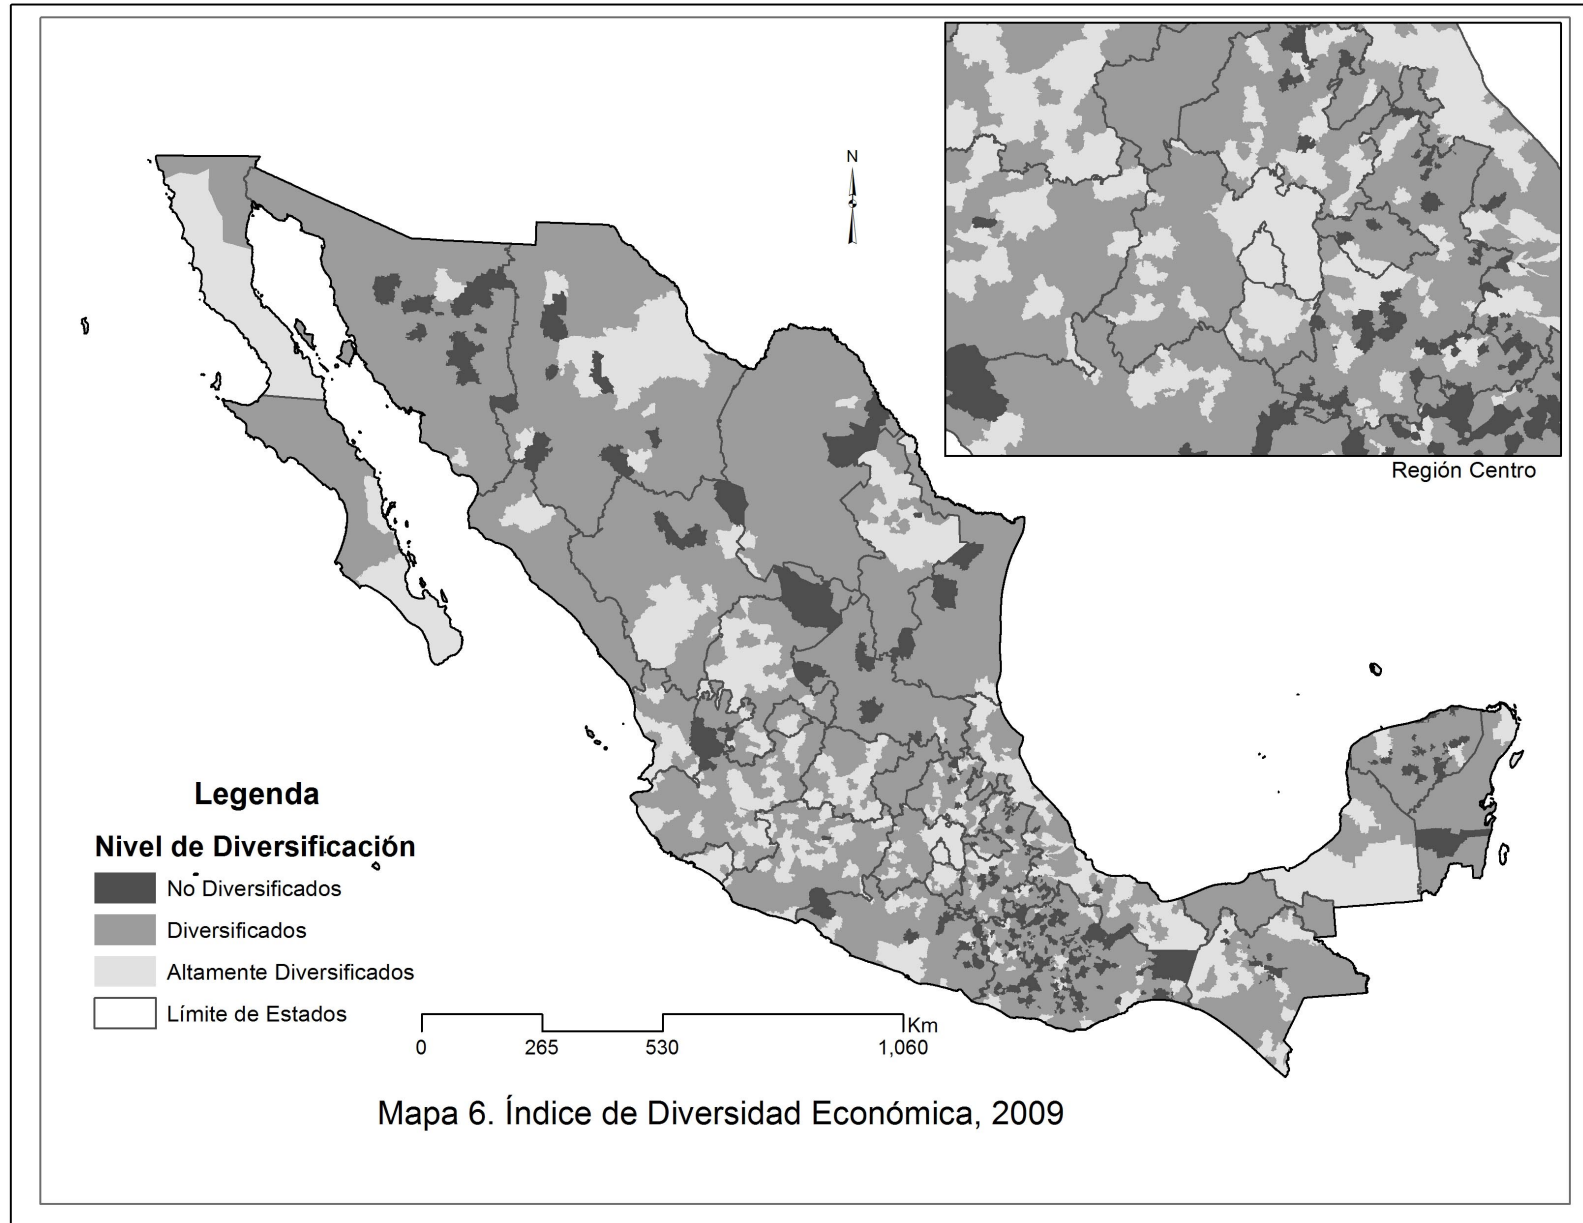 Región Centro
N
Legenda
Nivel de Diversificación
No Diversificados
Diversificados
Altamente Diversificados
Límite de Estados
Km
0 265 530 1,060
Mapa 6. Índice de Diversidad Económica, 2009